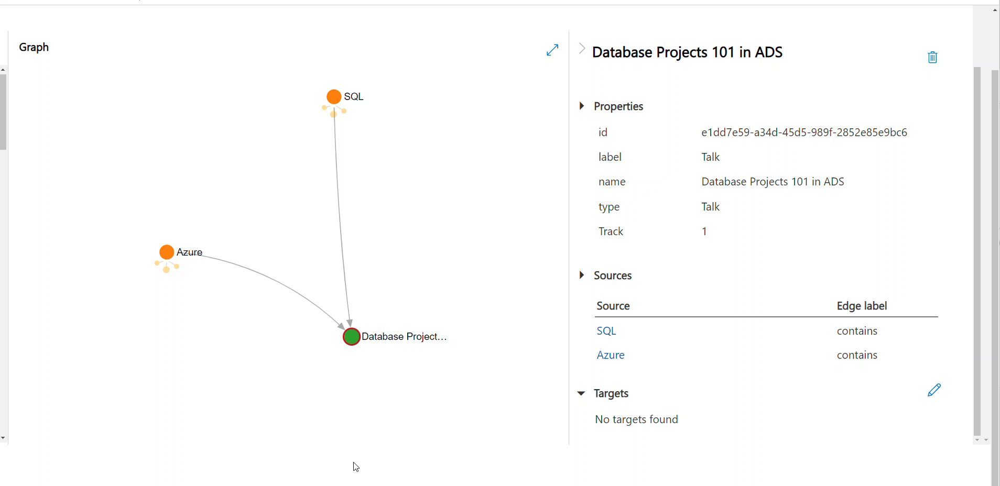 Graph
SQL
Azure
Database Project...
Database Projects 101 in ADS
Properties
id e1dd7e59-a34d-45d5-989f-2852e85e9bc6
label Talk
name Database Projects 101 in ADS
type Talk
Track 1
Sources
Source Edge label
SQL contains
Azure contains
Targets
No targets found